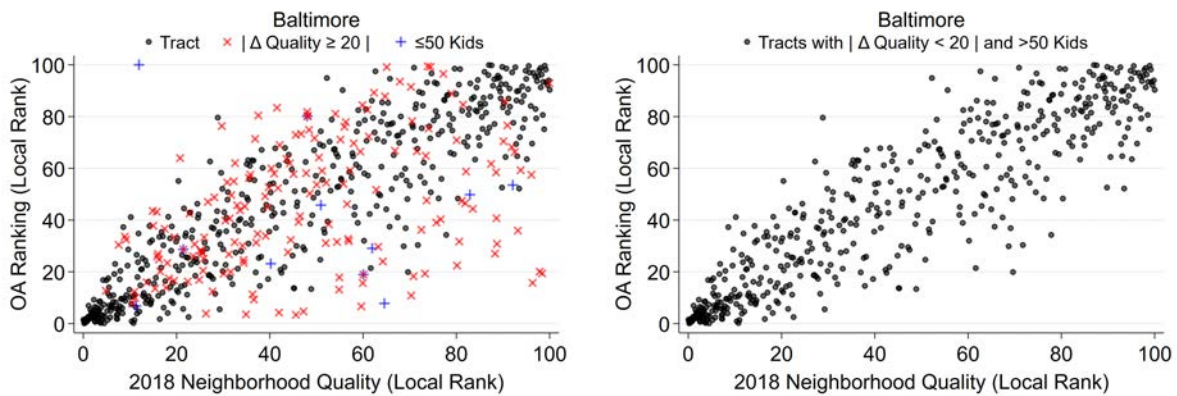 Baltimore
Tract | Δ Quality ≥ 20 | ≤50 Kids
OA Ranking (Local Rank)
100
80
60
40
20
0
0 20 40 60 80 100
2018 Neighborhood Quality (Local Rank)
Baltimore
Tracts with | Δ Quality < 20 | and >50 Kids
OA Ranking (Local Rank)
100
80
60
40
20
0
0 20 40 60 80 100
2018 Neighborhood Quality (Local Rank)